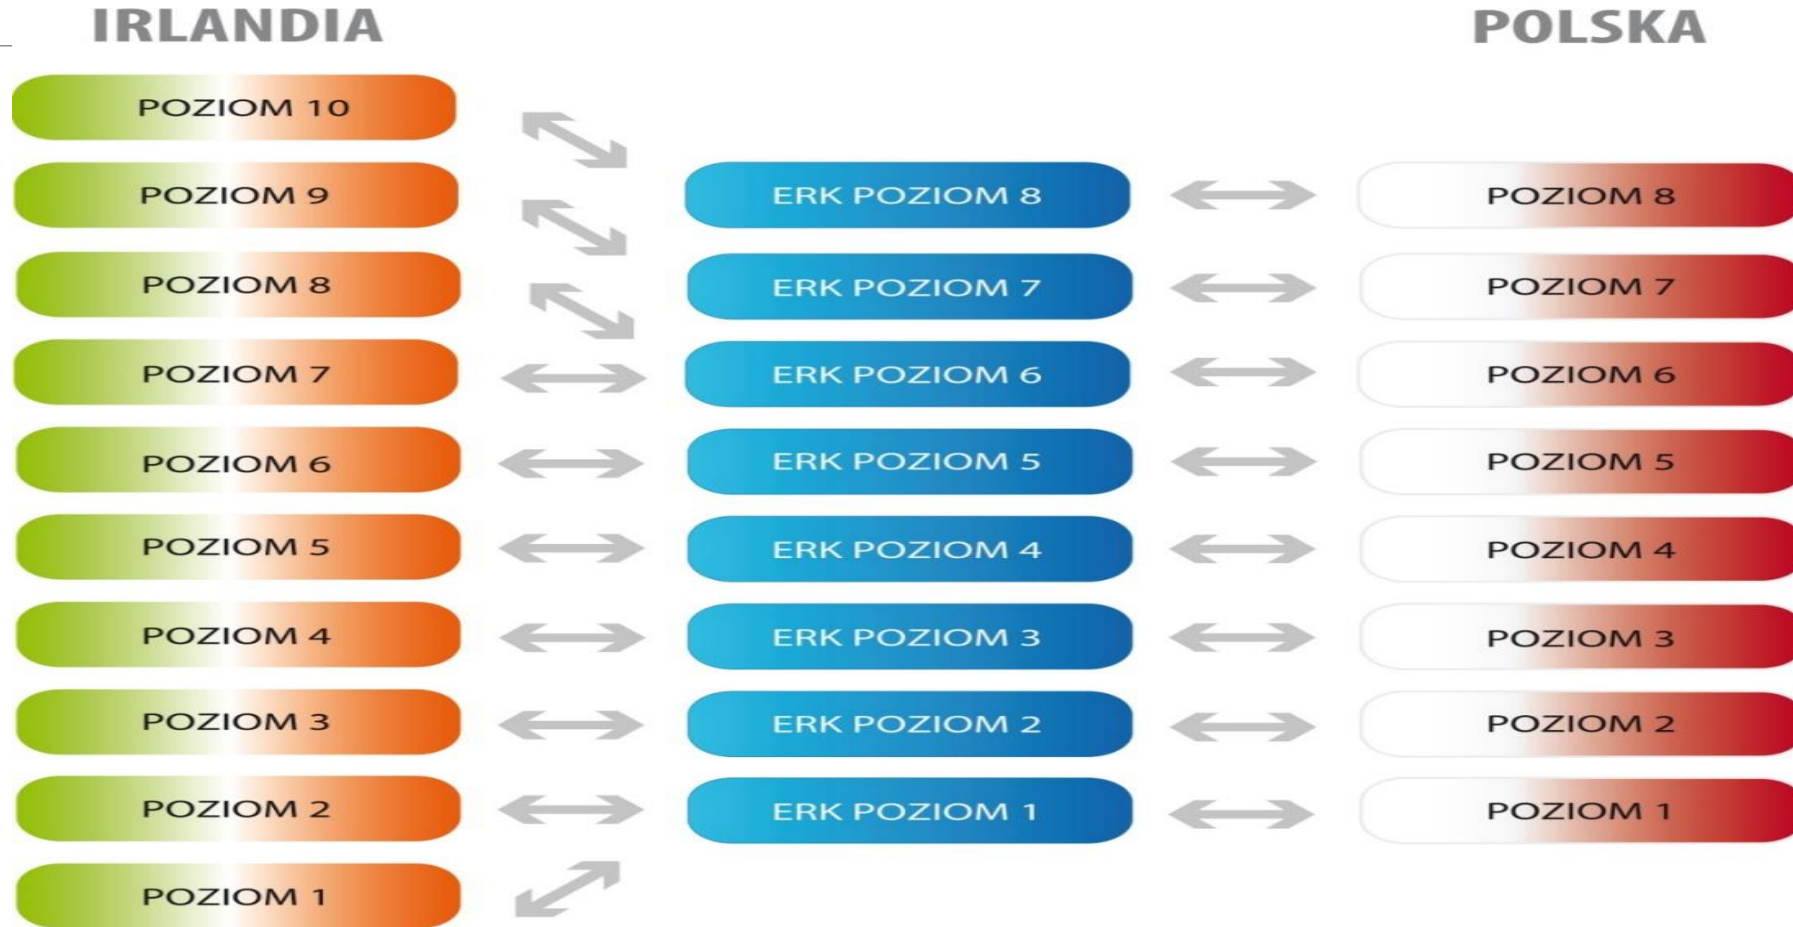 IRLANDIA
POLSKA
POZIOM 10
POZIOM 9
ERK POZIOM 8
POZIOM 8
POZIOM 8
ERK POZIOM 7
POZIOM 7
POZIOM 7
ERK POZIOM 6
POZIOM 6
POZIOM 6
ERK POZIOM 5
POZIOM 5
POZIOM 5
ERK POZIOM 4
POZIOM 4
POZIOM 4
ERK POZIOM 3
POZIOM 3
POZIOM 3
ERK POZIOM 2
POZIOM 2
POZIOM 2
ERK POZIOM 1
POZIOM 1
POZIOM 1